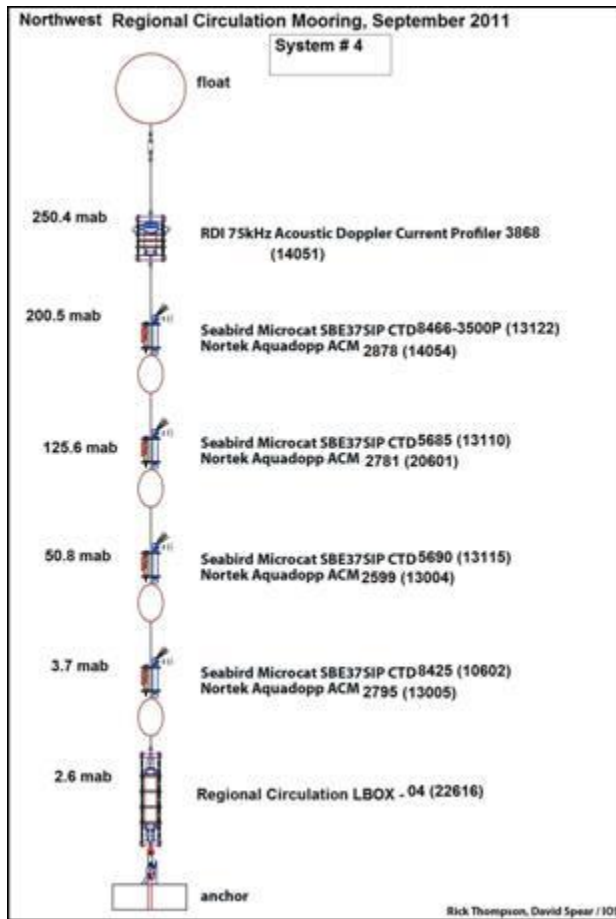 Northwest Regional Circulation Mooring, September 2011
System # 4
float
250.4 mab
RDI 75kHz Acoustic Doppler Current Profiler 3868
(14051)
200.5 mab
Seabird Microcat SBE37SIP CTD8466-3500P (13122)
Nortek Aquadopp ACM 2878 (14054)
125.6 mab
Seabird Microcat SBE37SIP CTD5685 (13110)
Nortek Aquadopp ACM 2781 (20601)
50.8 mab
Seabird Microcat SBE37SIP CTD5690 (13115)
Nortek Aquadopp ACM 2599 (13004)
3.7 mab
Seabird Microcat SBE37SIP CTD8425 (10602)
Nortek Aquadopp ACM 2795 (13005)
2.6 mab
Regional Circulation LBOX - 04 (22616)
anchor
Rick Thompson, David Spear /